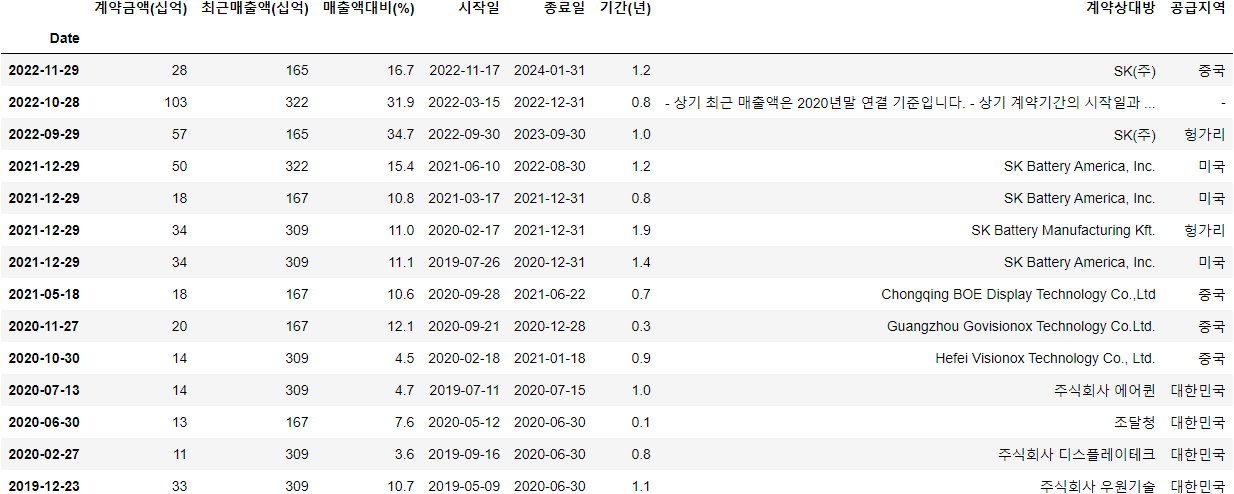 계약금액(십억) 최근매출액(십억) 매출액대비(%) 시작일 종료일 기간(년) 계약상대방 공급지역
Date
2022-11-29 28 165 16.7 2022-11-17 2024-01-31 1.2 SK(주) 중국
2022-10-28 103 322 31.9 2022-03-15 2022-12-31 0.8 - 상기 최근 매출액은 2020년말 연결 기준입니다. - 상기 계약기간의 시작일과 ... -
2022-09-29 57 165 34.7 2022-09-30 2023-09-30 1.0 SK(주) 헝가리
2021-12-29 50 322 15.4 2021-06-10 2022-08-30 1.2 SK Battery America, Inc. 미국
2021-12-29 18 167 10.8 2021-03-17 2021-12-31 0.8 SK Battery America, Inc. 미국
2021-12-29 34 309 11.0 2020-02-17 2021-12-31 1.9 SK Battery Manufacturing Kft. 헝가리
2021-12-29 34 309 11.1 2019-07-26 2020-12-31 1.4 SK Battery America, Inc. 미국
2021-05-18 18 167 10.6 2020-09-28 2021-06-22 0.7 Chongqing BOE Display Technology Co.,Ltd 중국
2020-11-27 20 167 12.1 2020-09-21 2020-12-28 0.3 Guangzhou Govisionox Technology Co.Ltd. 중국
2020-10-30 14 309 4.5 2020-02-18 2021-01-18 0.9 Hefei Visionox Technology Co., Ltd. 중국
2020-07-13 14 309 4.7 2019-07-11 2020-07-15 1.0 주식회사 에어퀸 대한민국
2020-06-30 13 167 7.6 2020-05-12 2020-06-30 0.1 조달청 대한민국
2020-02-27 11 309 3.6 2019-09-16 2020-06-30 0.8 주식회사 디스플레이테크 대한민국
2019-12-23 33 309 10.7 2019-05-09 2020-06-30 1.1 주식회사 우원기술 대한민국